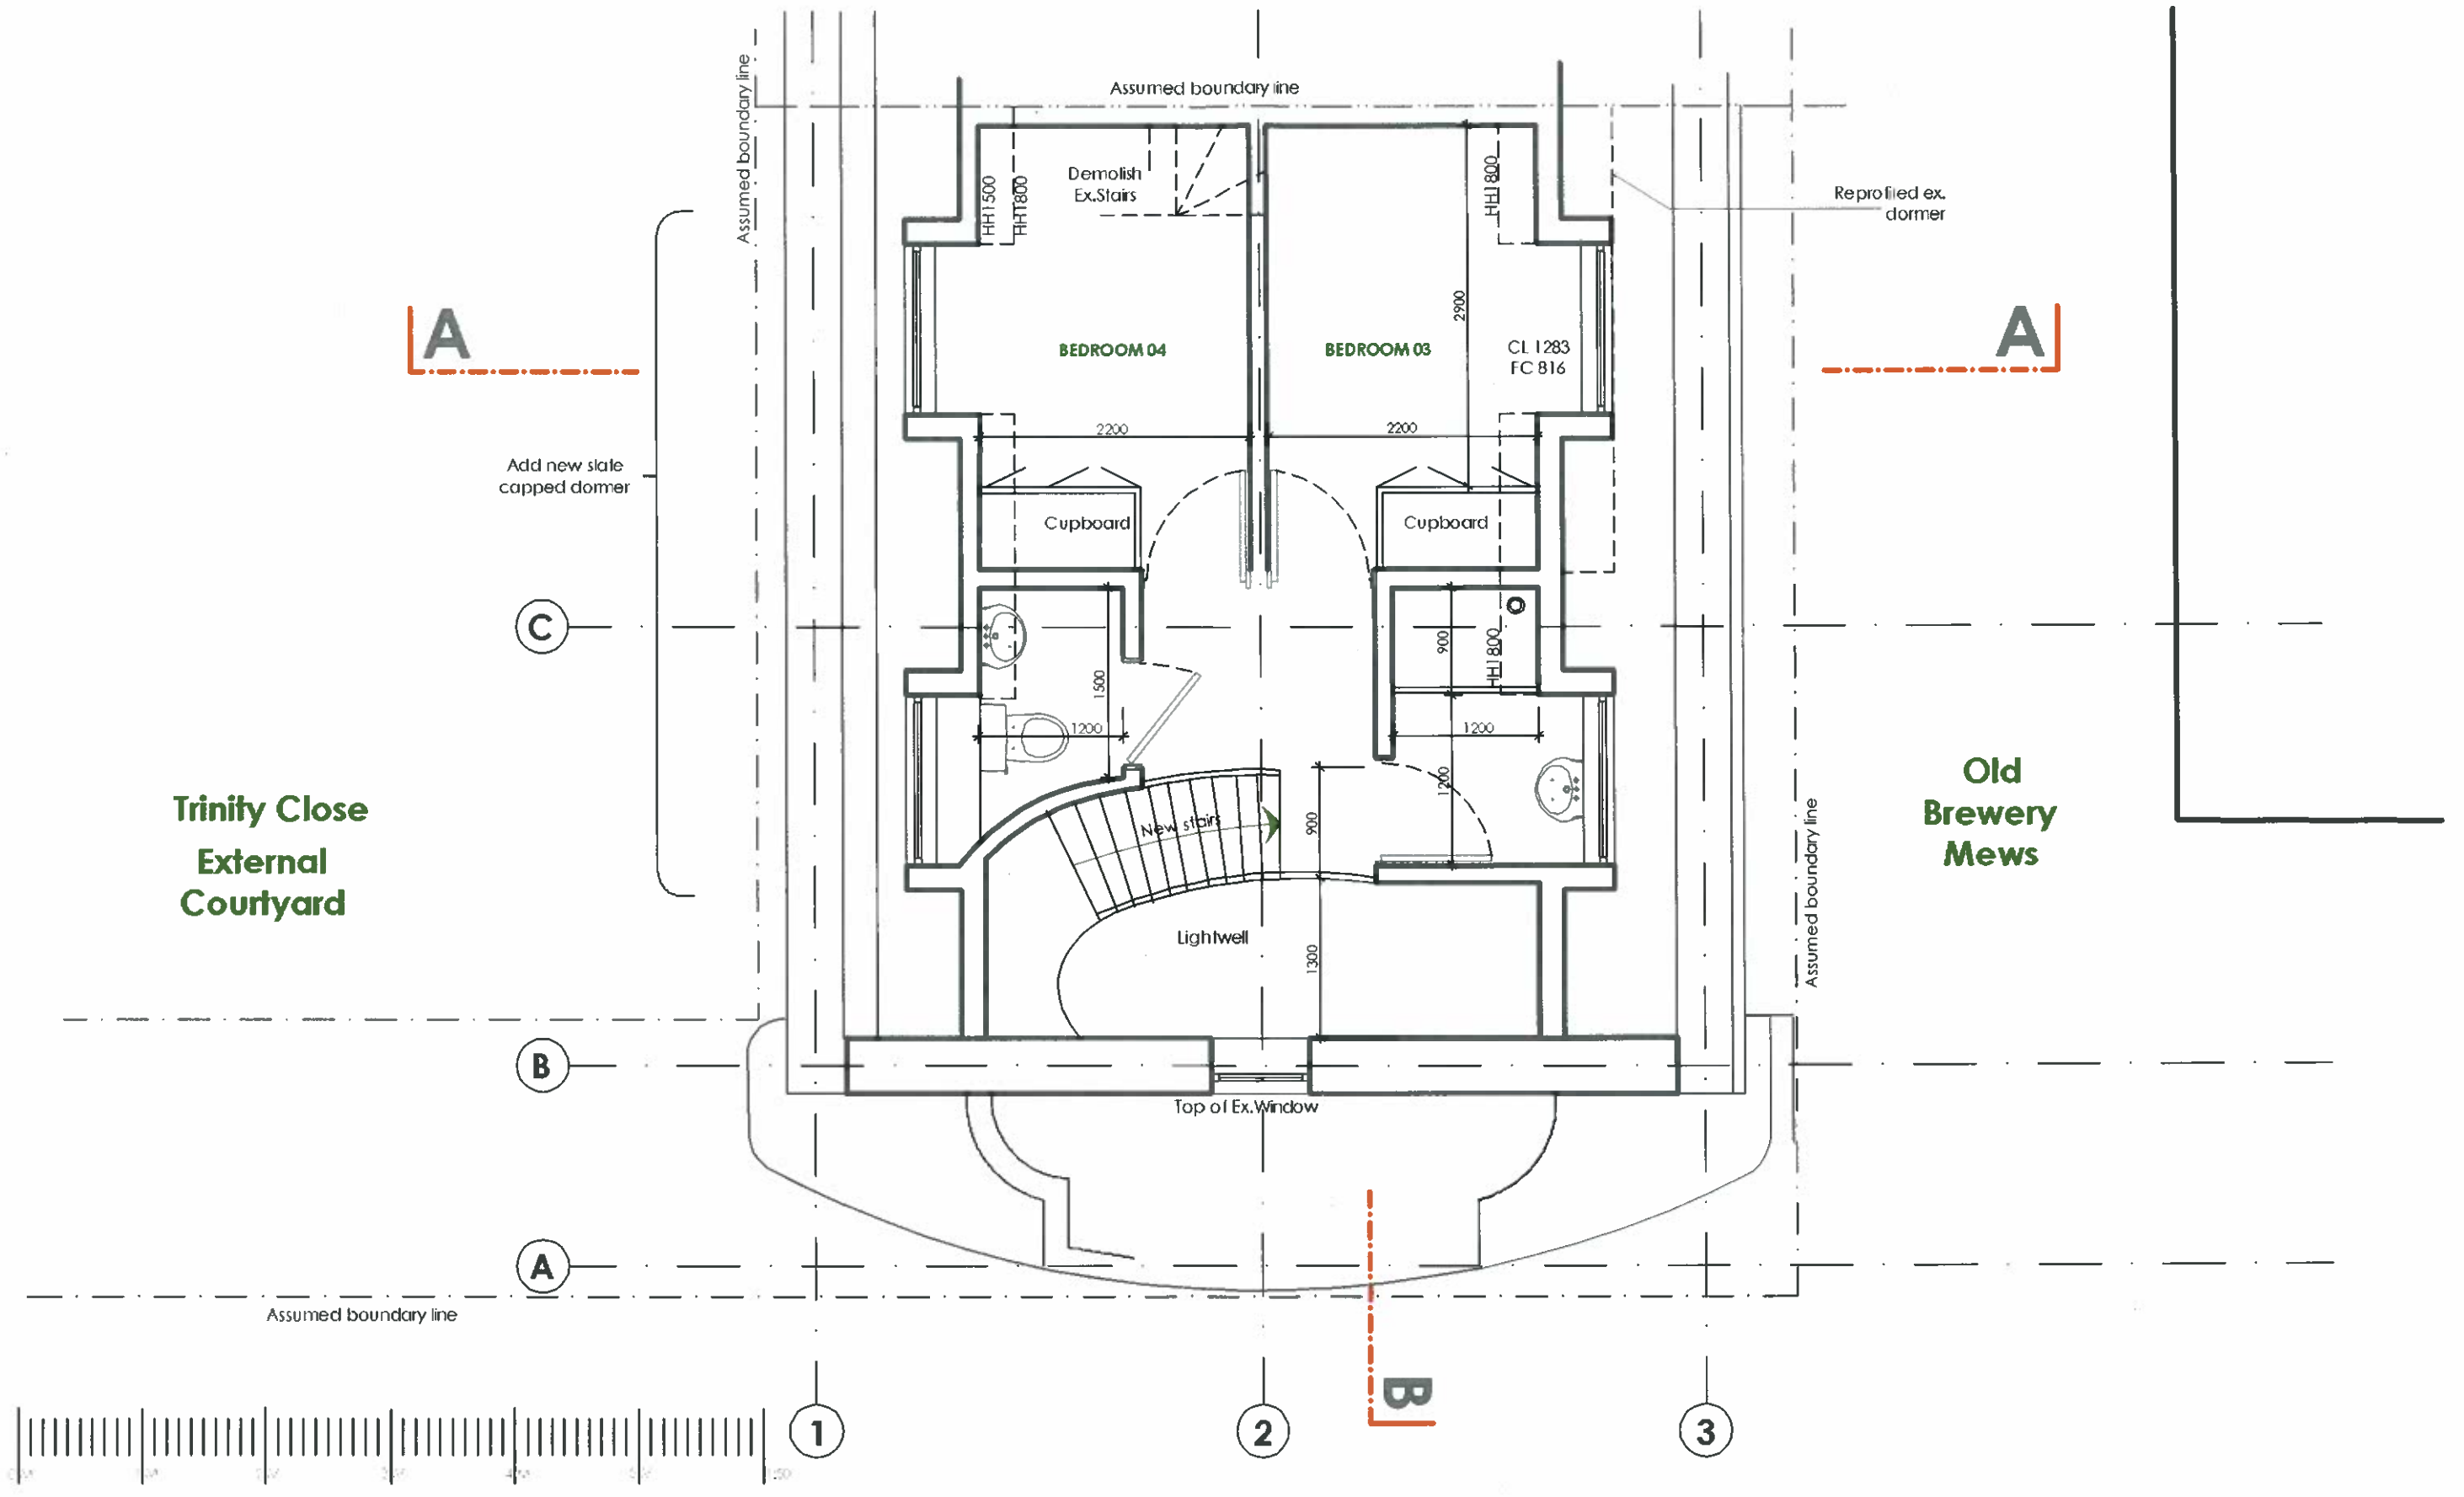 Assumed boundary line
Assumed boundary line
Demolish
Ex.Stairs
HH1500
HH1800
HH1800
Reprofiled ex.
dormer
A
A
2900
BEDROOM 04
BEDROOM 03
CL 1283
FC 816
2200
2200
Add new slate
capped dormer
Cupboard
Cupboard
C
1500
1200
900
HH1800
1200
1200
Trinity Close
External
Courtyard
Old
Brewery
Mews
New stairs
900
Assumed boundary line
Lightwell
1300
B
Top of Ex.Window
A
Assumed boundary line
B
1
2
3